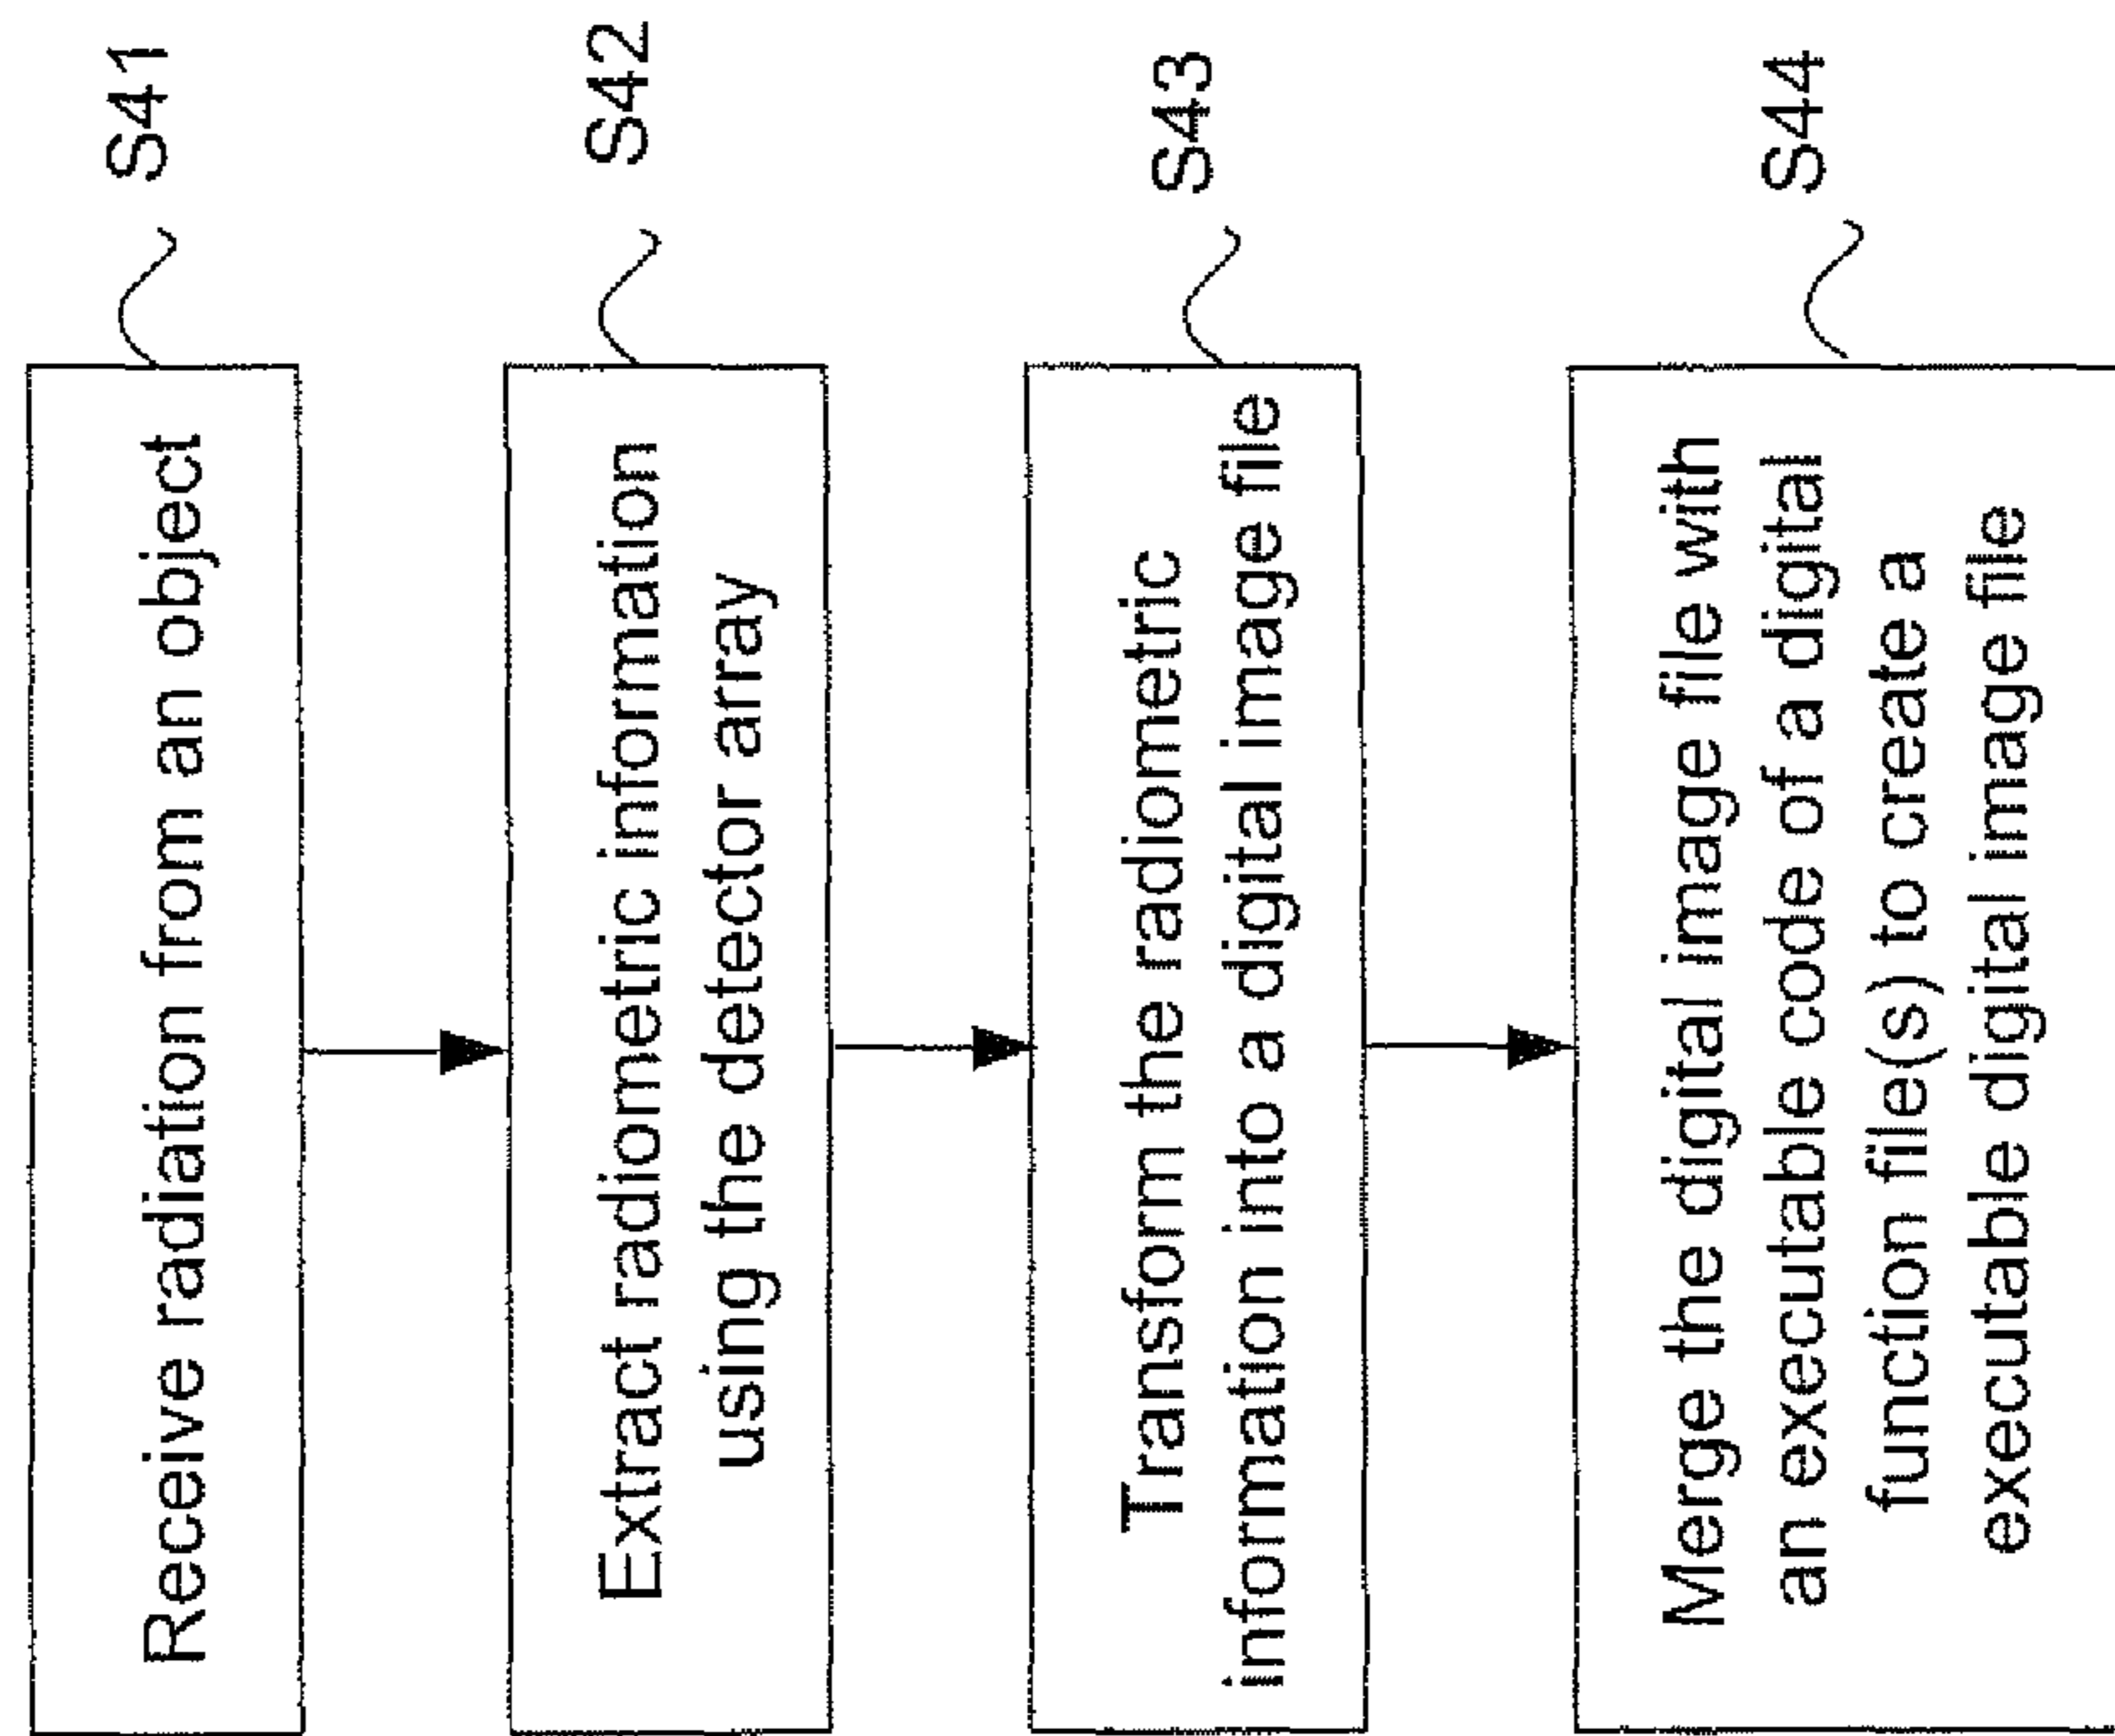 Receive radiation from an object
S41
Extract radiometric information
using the detector array
S42
Transform the radiometric
information into a digital image file
S43
Merge the digital image file with
an executable code of a digital
function file(s) to create a
executable digital image file
S44